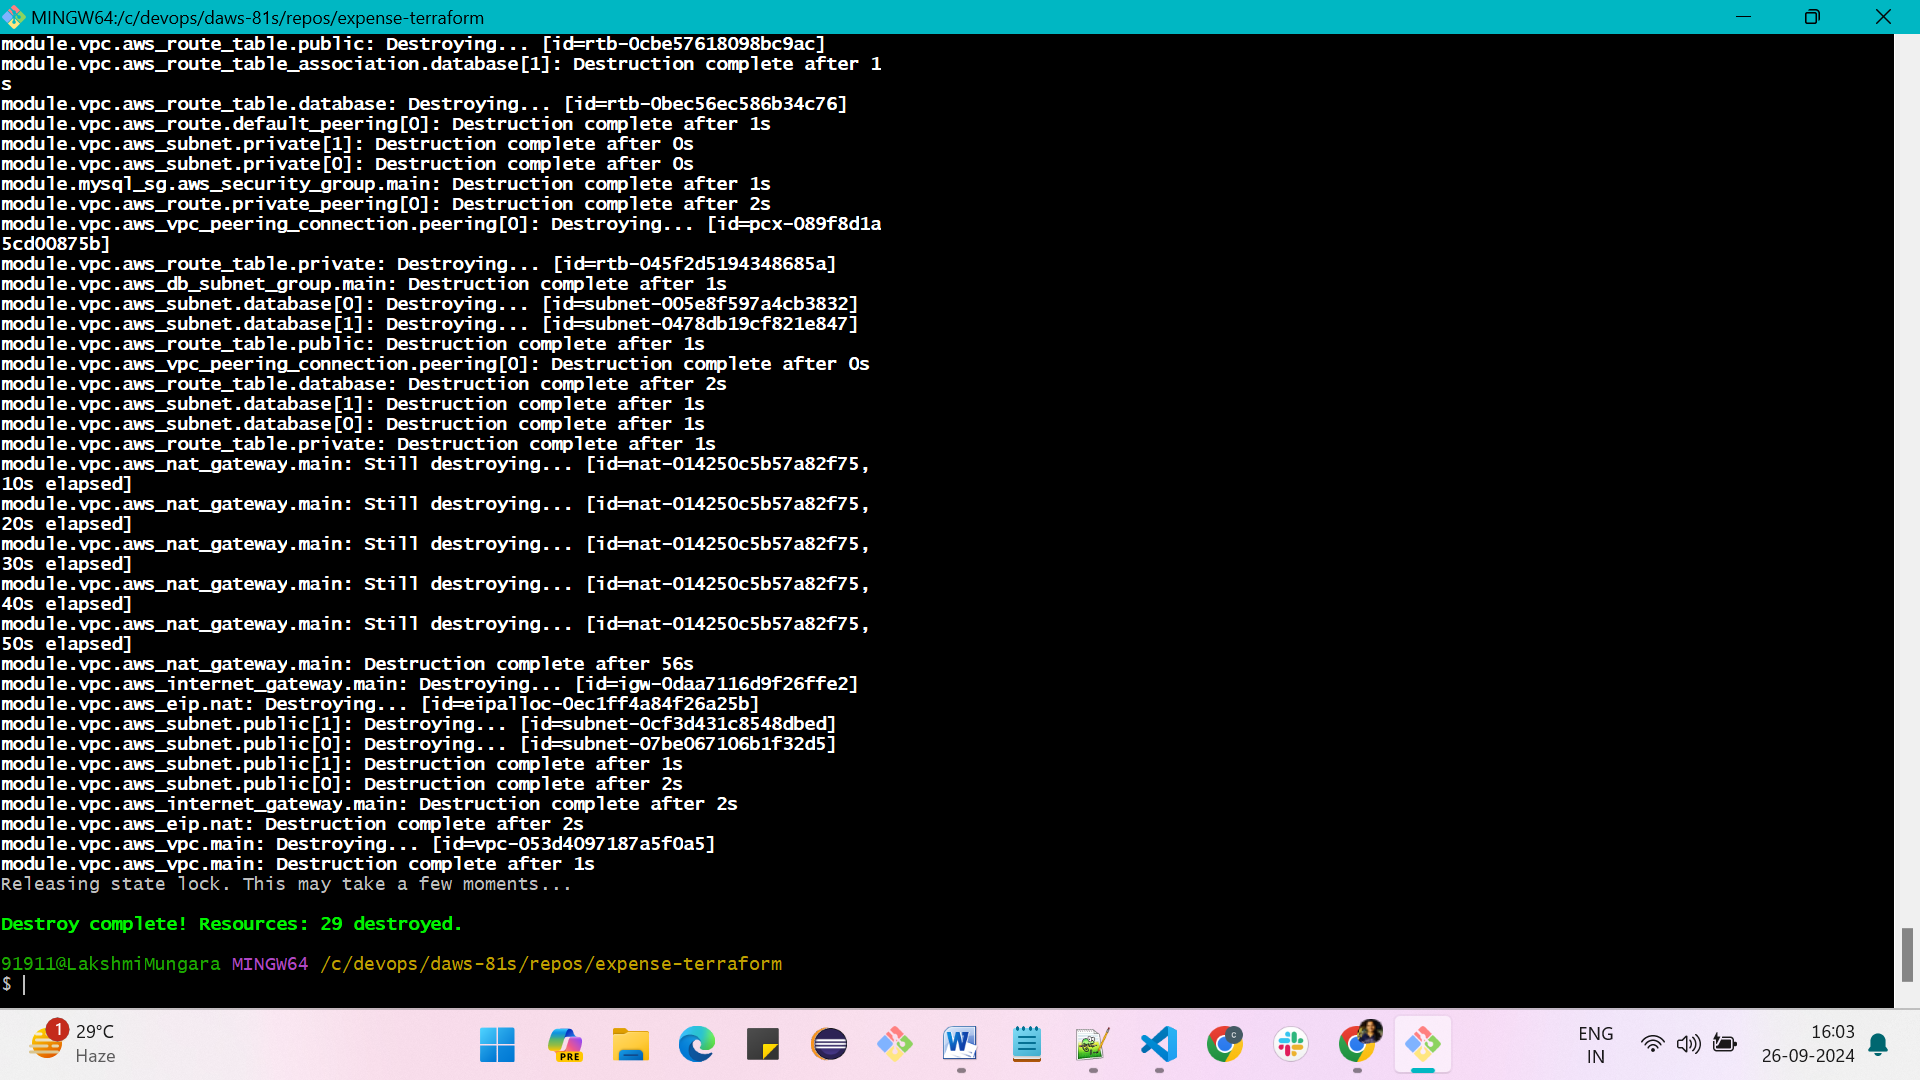 MINGW64:/c/devops/daws-81s/repos/expense-terraform
module.vpc.aws_route_table.public: Destroying... [id=rtb-0cbe57618098bc9ac]
module.vpc.aws_route_table_association.database[1]: Destruction complete after 1
s
module.vpc.aws_route_table.database: Destroying... [id=rtb-0bec56ec586b34c76]
module.vpc.aws_route.default_peering[0]: Destruction complete after 1s
module.vpc.aws_subnet.private[1]: Destruction complete after 0s
module.vpc.aws_subnet.private[0]: Destruction complete after 0s
module.mysql_sg.aws_security_group.main: Destruction complete after 1s
module.vpc.aws_route.private_peering[0]: Destruction complete after 2s
module.vpc.aws_vpc_peering_connection.peering[0]: Destroying... [id=pcx-089f8d1a
5cd00875b]
module.vpc.aws_route_table.private: Destroying... [id=rtb-045f2d5194348685a]
module.vpc.aws_db_subnet_group.main: Destruction complete after 1s
module.vpc.aws_subnet.database[0]: Destroying... [id=subnet-005e8f597a4cb3832]
module.vpc.aws_subnet.database[1]: Destroying... [id=subnet-0478db19cf821e847]
module.vpc.aws_route_table.public: Destruction complete after 1s
module.vpc.aws_vpc_peering_connection.peering[0]: Destruction complete after 0s
module.vpc.aws_route_table.database: Destruction complete after 2s
module.vpc.aws_subnet.database[1]: Destruction complete after 1s
module.vpc.aws_subnet.database[0]: Destruction complete after 1s
module.vpc.aws_route_table.private: Destruction complete after 1s
module.vpc.aws_nat_gateway.main: Still destroying... [id=nat-014250c5b57a82f75,
10s elapsed]
module.vpc.aws_nat_gateway.main: Still destroying... [id=nat-014250c5b57a82f75,
20s elapsed]
module.vpc.aws_nat_gateway.main: Still destroying... [id=nat-014250c5b57a82f75,
30s elapsed]
module.vpc.aws_nat_gateway.main: Still destroying... [id=nat-014250c5b57a82f75,
40s elapsed]
module.vpc.aws_nat_gateway.main: Still destroying... [id=nat-014250c5b57a82f75,
50s elapsed]
module.vpc.aws_nat_gateway.main: Destruction complete after 56s
module.vpc.aws_internet_gateway.main: Destroying... [id=igw-0daa7116d9f26ffe2]
module.vpc.aws_eip.nat: Destroying... [id=eipalloc-0ec1ff4a84f26a25b]
module.vpc.aws_subnet.public[1]: Destroying... [id=subnet-0cf3d431c8548dbed]
module.vpc.aws_subnet.public[0]: Destroying... [id=subnet-07be067106b1f32d5]
module.vpc.aws_subnet.public[1]: Destruction complete after 1s
module.vpc.aws_subnet.public[0]: Destruction complete after 2s
module.vpc.aws_internet_gateway.main: Destruction complete after 2s
module.vpc.aws_eip.nat: Destruction complete after 2s
module.vpc.aws_vpc.main: Destroying... [id=vpc-053d4097187a5f0a5]
module.vpc.aws_vpc.main: Destruction complete after 1s
Releasing state lock. This may take a few moments...
Destroy complete! Resources: 29 destroyed.
91911@LakshmiMungara MINGW64 /c/devops/daws-81s/repos/expense-terraform
$
1
29°C
Haze
PRE
W
C
ENG
IN
16:03
26-09-2024